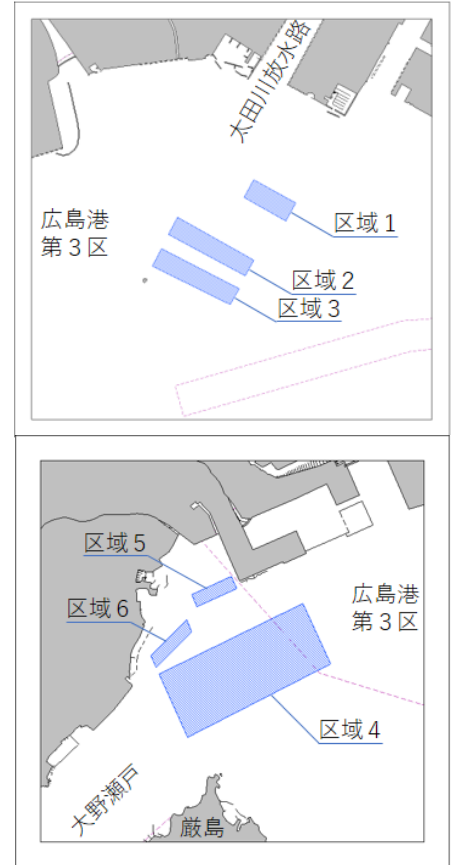 太田川放水路
広島港
第３区
区域１
区域２
区域３
区域５
区域６
広島港
第３区
区域４
大野瀬戸
厳島